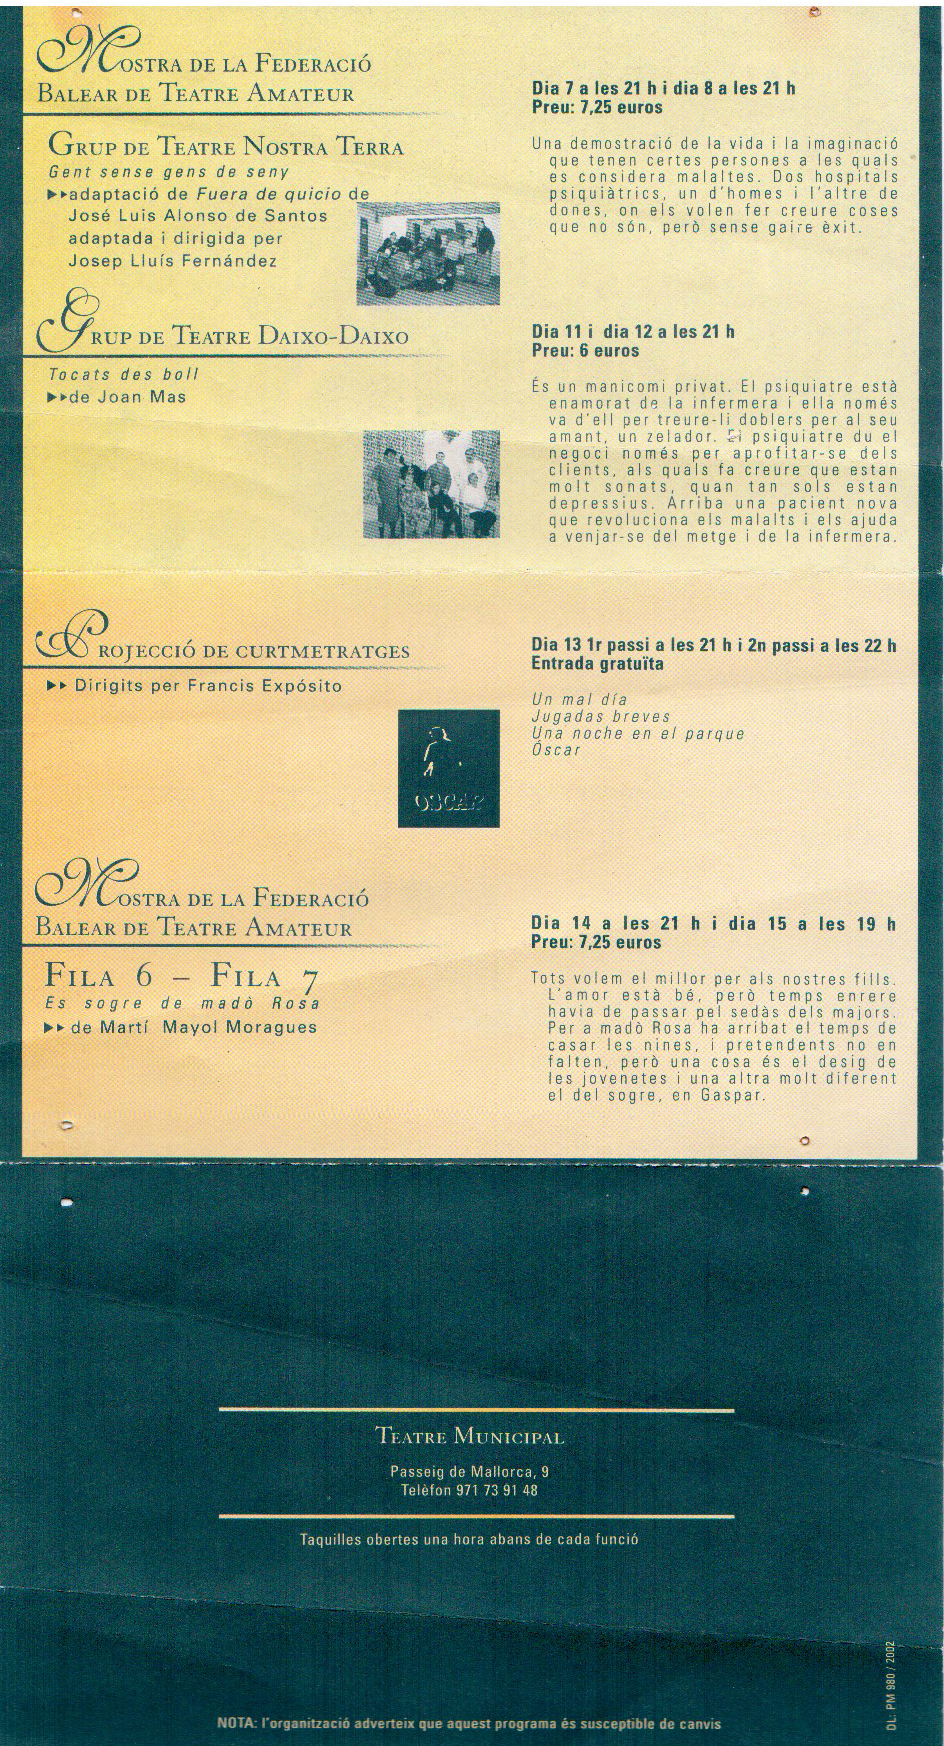 Mostra de la Federació
Balear de Teatre Amateur
Grup de Teatre Nostra Terra
Gent sense gens de seny
▸▸adaptació de Fuera de quicio de
José Luis Alonso de Santos
adaptada i dirigida per
Josep Lluís Fernández
Dia 7 a les 21 h i dia 8 a les 21 h
Preu: 7,25 euros
Una demostració de la vida i la imaginació
que tenen certes persones a les quals
es considera malaltes. Dos hospitals
psiquiàtrics, un d'homes i l'altre de
dones, on els volen fer creure coses
que no són, però sense gaire èxit.
Grup de Teatre Daixo-Daixo
Tocats des boll
▸▸de Joan Mas
Dia 11 i dia 12 a les 21 h
Preu: 6 euros
És un manicomi privat. El psiquiatre està
enamorat de la infermera i ella només
va d'ell per treure-li doblers per al seu
amant, un zelador. El psiquiatre du el
negoci només per aprofitar-se dels
clients, als quals fa creure que estan
molt sonats, quan tan sols estan
depressius. Arriba una pacient nova
que revoluciona els malalts i els ajuda
a venjar-se del metge i de la infermera.
Projecció de curtmetratges
▸▸ Dirigits per Francis Expósito
OSCAR
Dia 13 1r passi a les 21 h i 2n passi a les 22 h
Entrada gratuïta
Un mal día
Jugadas breves
Una noche en el parque
Óscar
Mostra de la Federació
Balear de Teatre Amateur
Fila 6 – Fila 7
Es sogre de madò Rosa
▸▸ de Martí Mayol Moragues
Dia 14 a les 21 h i dia 15 a les 19 h
Preu: 7,25 euros
Tots volem el millor per als nostres fills.
L'amor està bé, però temps enrere
havia de passar pel sedàs dels majors.
Per a madò Rosa ha arribat el temps de
casar les nines, i pretendents no en
falten, però una cosa és el desig de
les jovenetes i una altra molt diferent
el del sogre, en Gaspar.
Teatre Municipal
Passeig de Mallorca, 9
Telèfon 971 73 91 48
Taquilles obertes una hora abans de cada funció
DL: PM 980 / 2002
NOTA: l'organització adverteix que aquest programa és susceptible de canvis